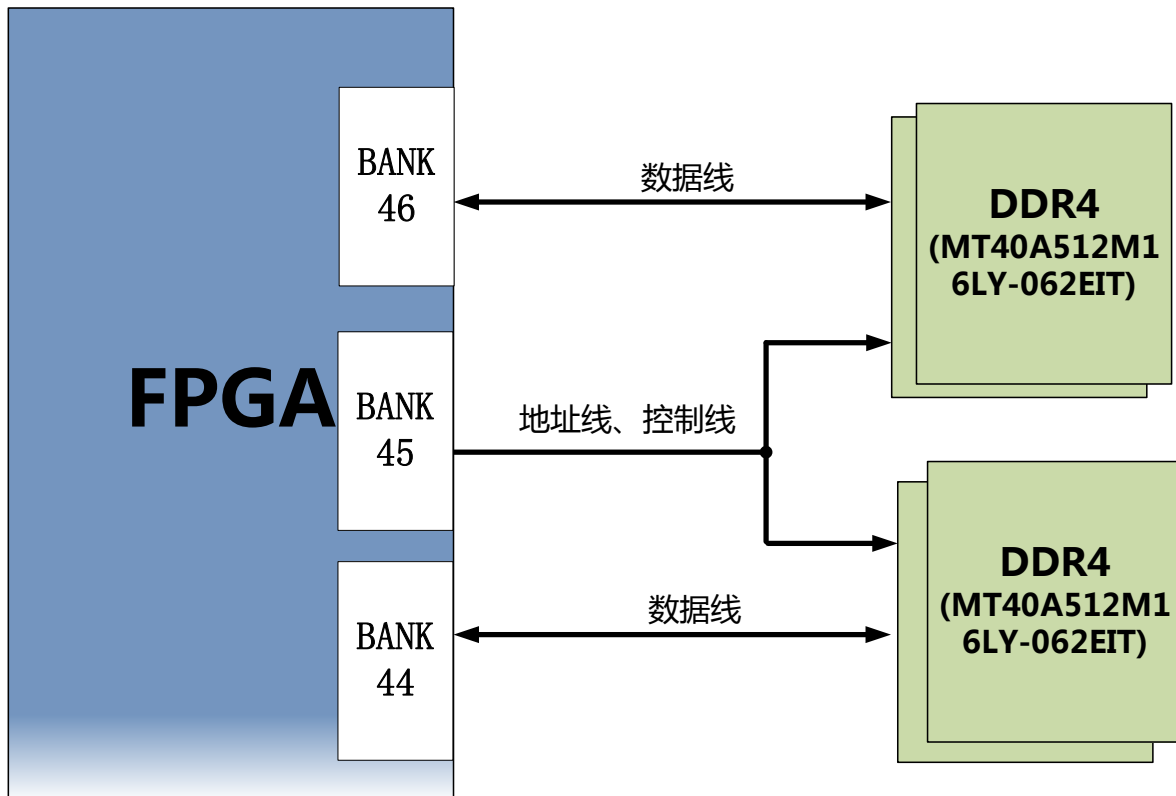 FPGA
BANK
46
BANK
45
BANK
44
数据线
地址线、控制线
数据线
DDR4
(MT40A512M1
6LY-062EIT)
DDR4
(MT40A512M1
6LY-062EIT)